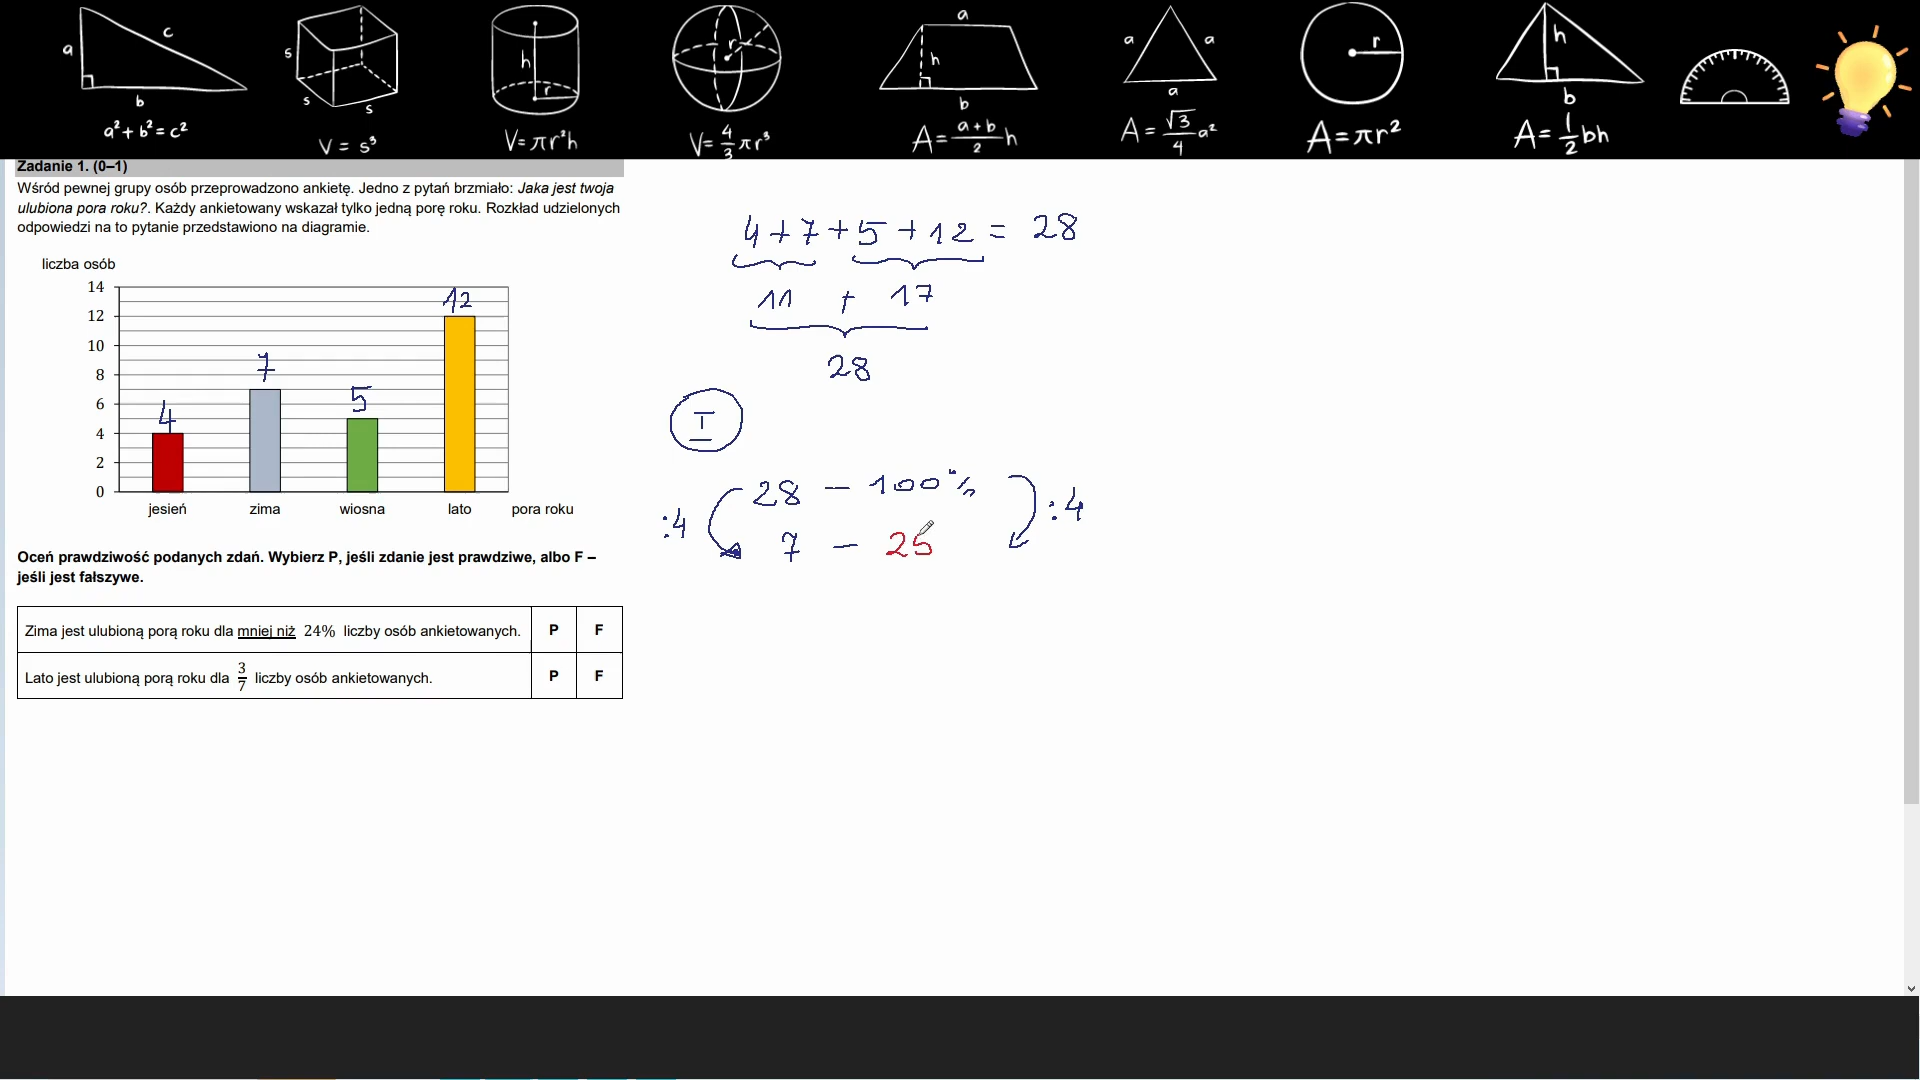 a c b
a² + b² = c²
s s s
V = s³
h r
V = πr²h
r
V = 4/3 πr³
a h b
A = a+b/2 h
a a a
A = √3/4 a²
r
A = πr²
h b
A = 1/2 bh
Zadanie 1. (0–1)
Wśród pewnej grupy osób przeprowadzono ankietę. Jedno z pytań brzmiało: Jaka jest twoja
ulubiona pora roku?. Każdy ankietowany wskazał tylko jedną porę roku. Rozkład udzielonych
odpowiedzi na to pytanie przedstawiono na diagramie.
liczba osób
14
12
10
8
6
4
2
0
4 7 5 12
jesień zima wiosna lato pora roku
Oceń prawdziwość podanych zdań. Wybierz P, jeśli zdanie jest prawdziwe, albo F –
jeśli jest fałszywe.
Zima jest ulubioną porą roku dla mniej niż 24% liczby osób ankietowanych. P F
Lato jest ulubioną porą roku dla 3/7 liczby osób ankietowanych. P F
4 + 7 + 5 + 12 = 28
11 + 17
28
I
:4 28 – 100% :4
7 – 25